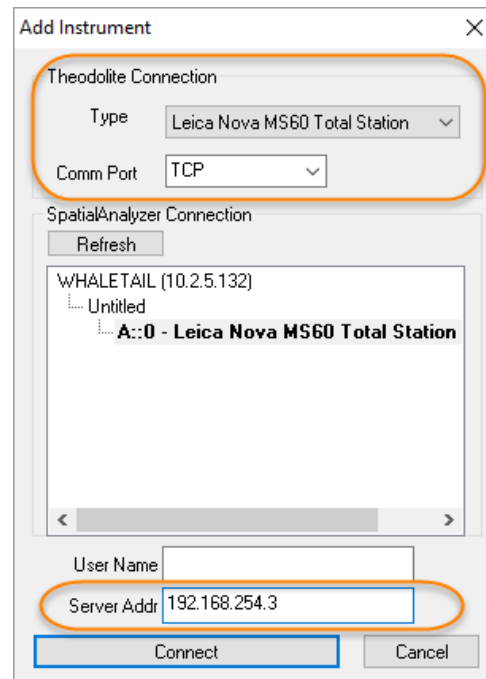 Add Instrument
Theodolite Connection
Type Leica Nova MS60 Total Station
Comm Port TCP
SpatialAnalyzer Connection
Refresh
WHALETAIL (10.2.5.132)
Untitled
A::0 - Leica Nova MS60 Total Station
User Name
Server Addr 192.168.254.3
Connect Cancel